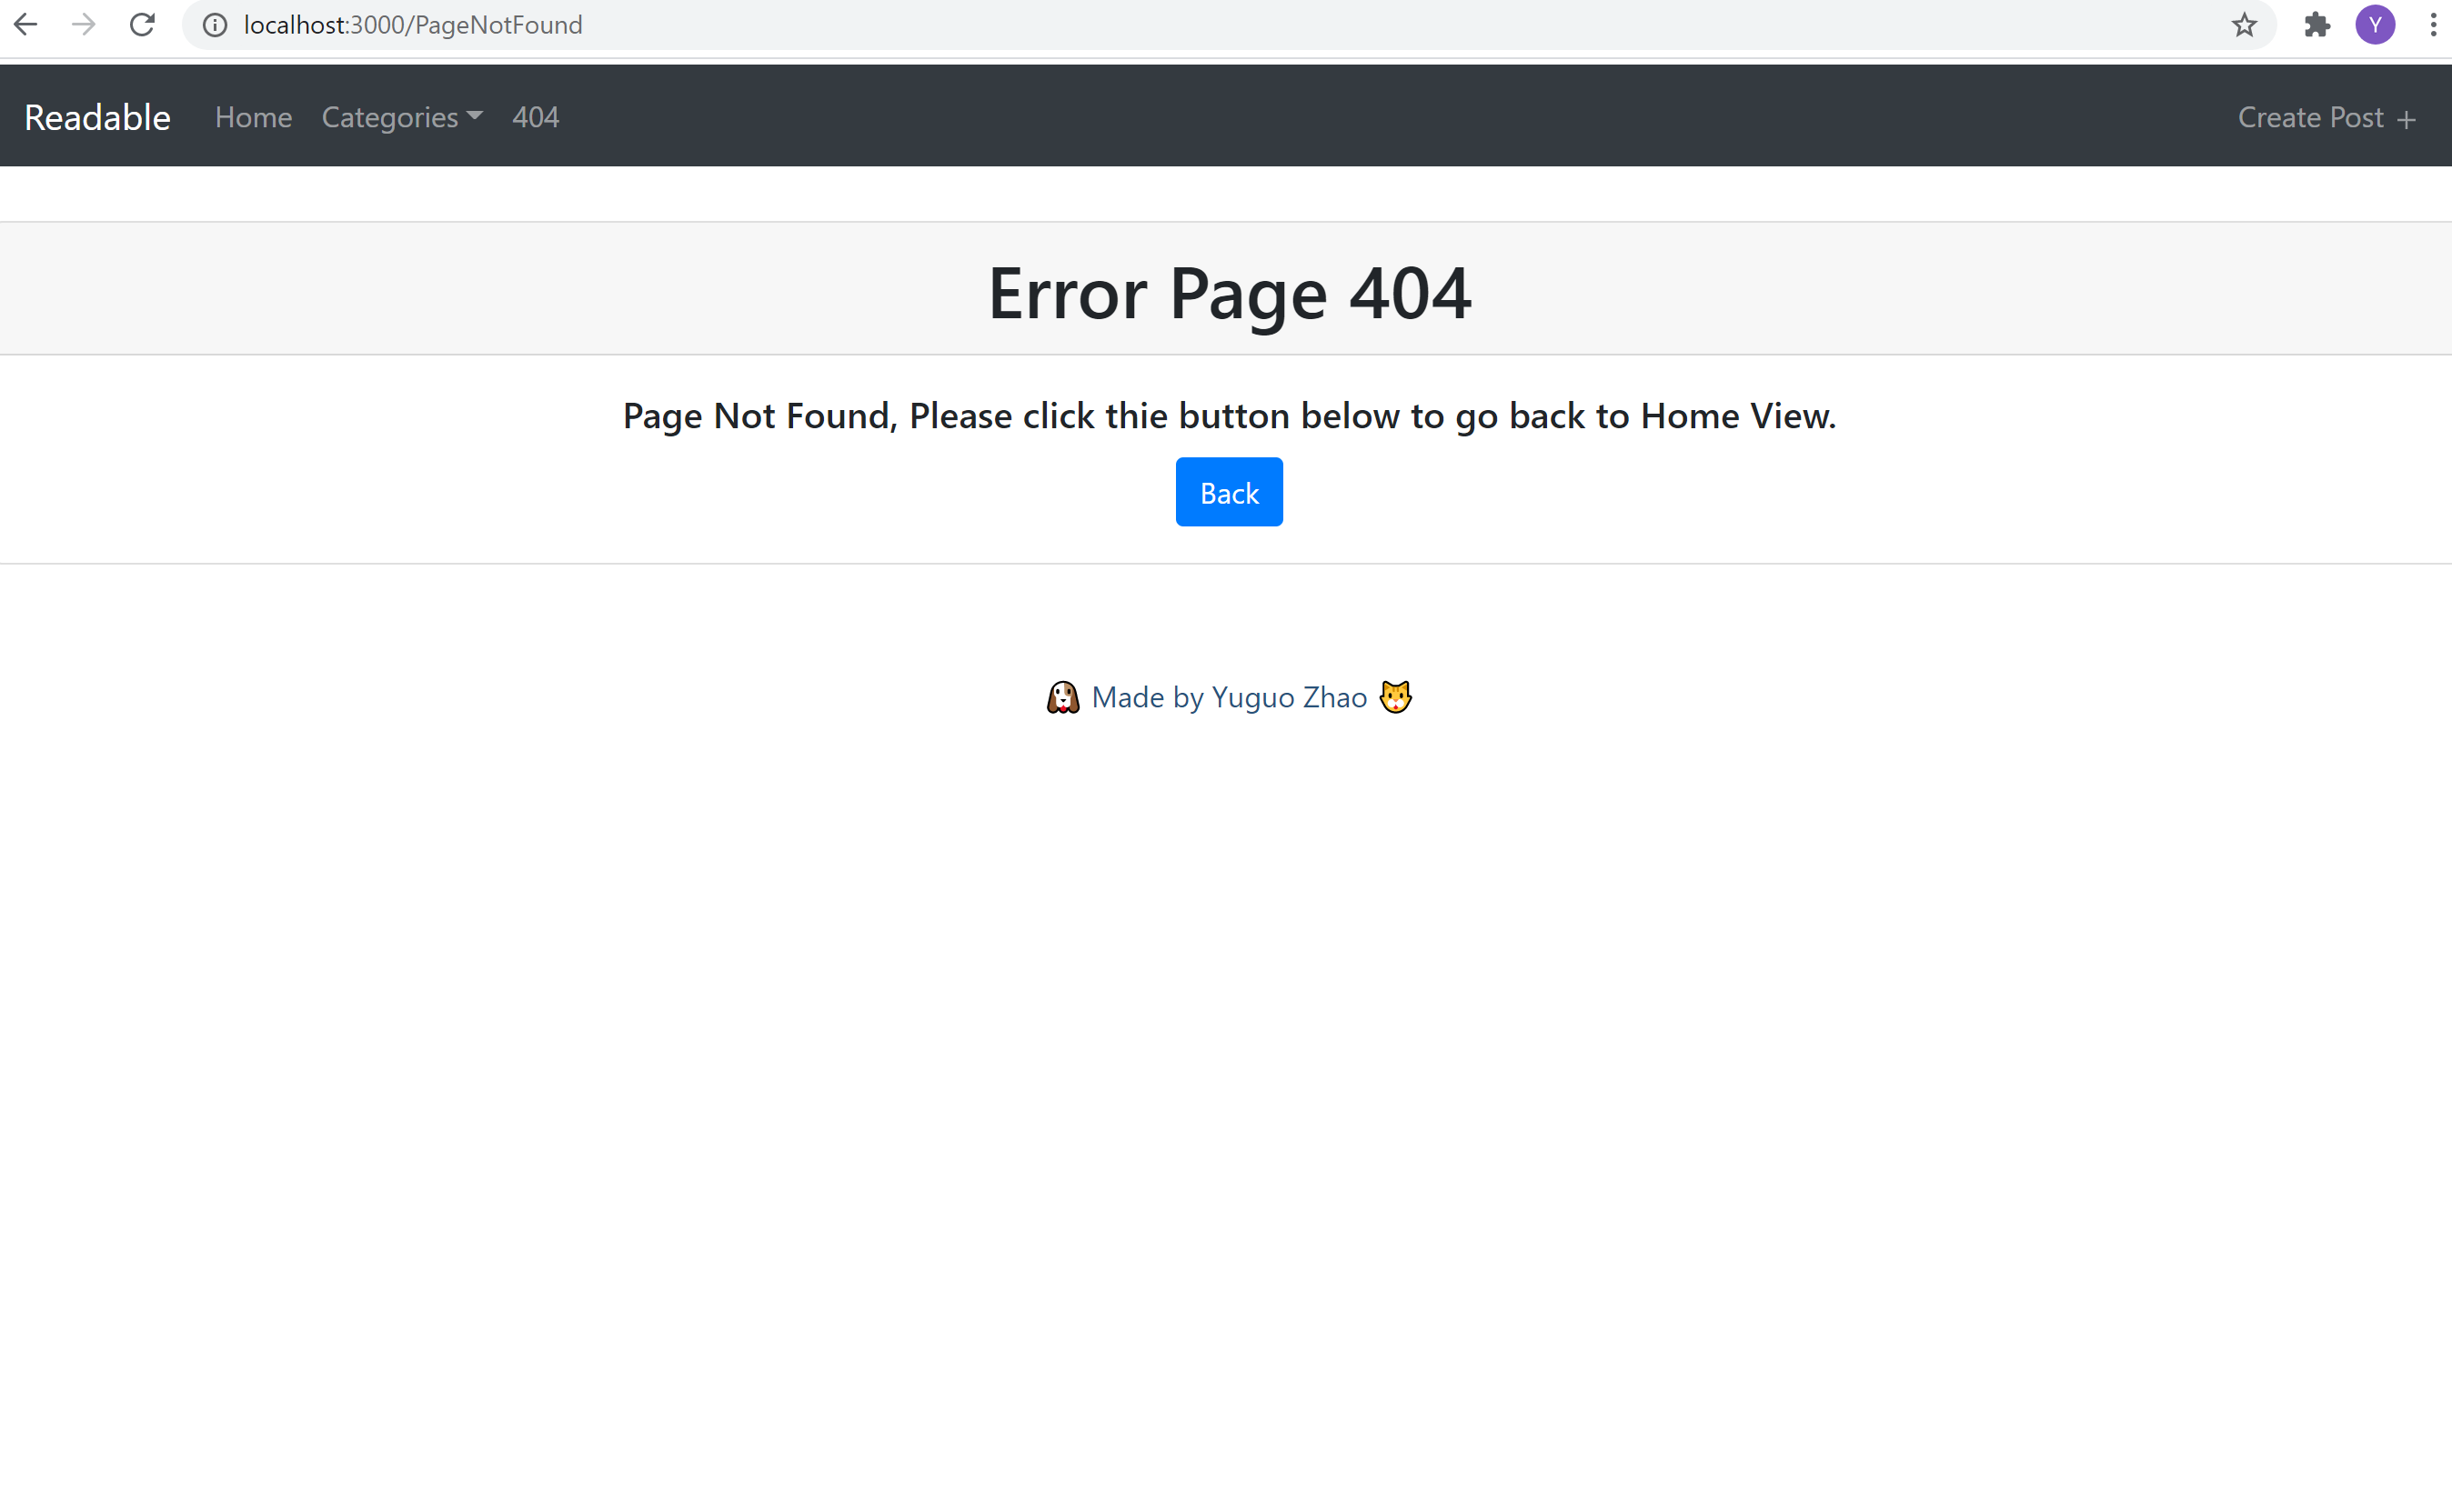 localhost:3000/PageNotFound
Y
Readable Home Categories 404 Create Post +
Error Page 404
Page Not Found, Please click thie button below to go back to Home View.
Back
🐶 Made by Yuguo Zhao 🐱